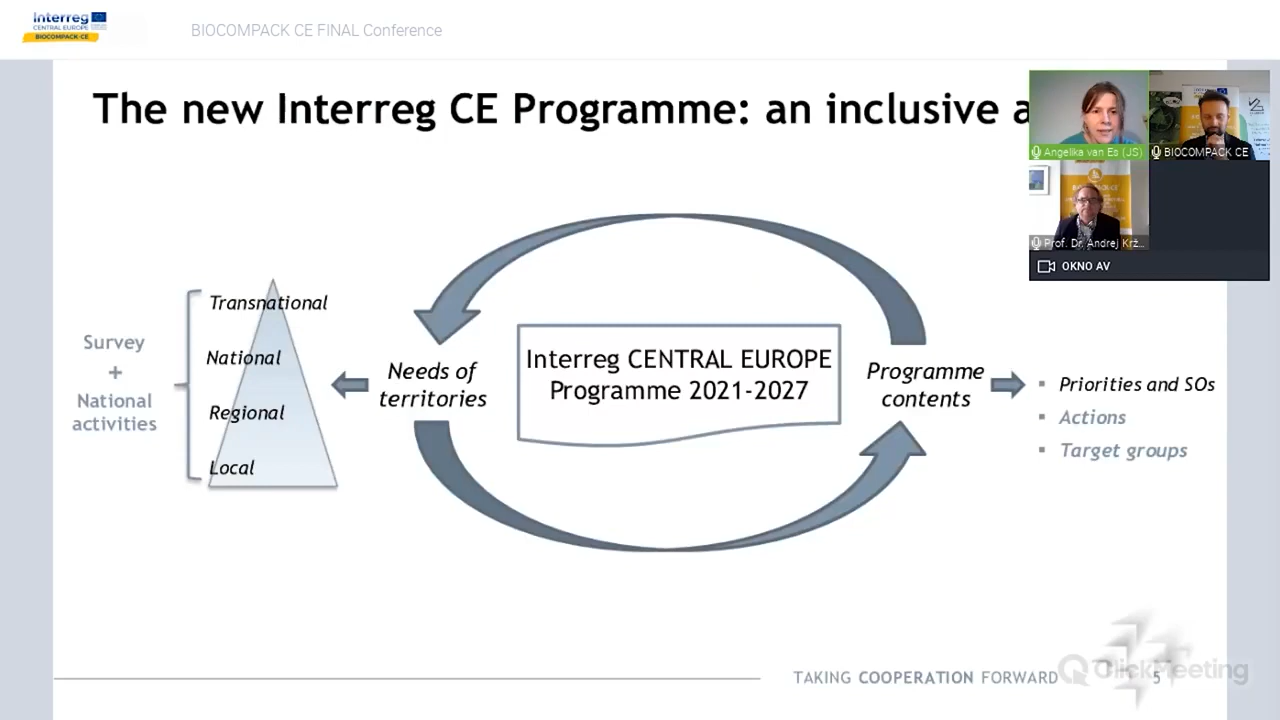 Interreg
CENTRAL EUROPE
BIOCOMPACK-CE
BIOCOMPACK CE FINAL Conference
The new Interreg CE Programme: an inclusive a
Angelika van Es (JS)
BIOCOMPACK CE
Prof. Dr. Andrej Krž...
OKNO AV
Survey
+
National
activities
Transnational
National
Regional
Local
Needs of
territories
Interreg CENTRAL EUROPE
Programme 2021-2027
Programme
contents
Priorities and SOs
Actions
Target groups
TAKING COOPERATION FORWARD
ClickMeeting
5